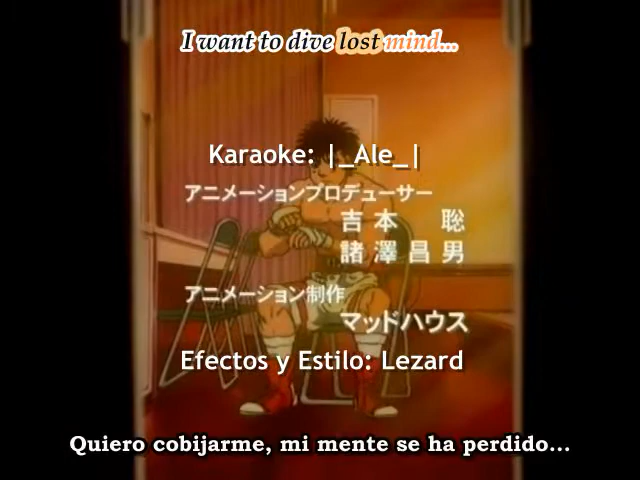 I want to dive lost mind...
Karaoke: |_Ale_|
アニメーションプロデューサー
吉本 聡
諸澤昌男
アニメーション制作
マッドハウス
Efectos y Estilo: Lezard
Quiero cobijarme, mi mente se ha perdido...